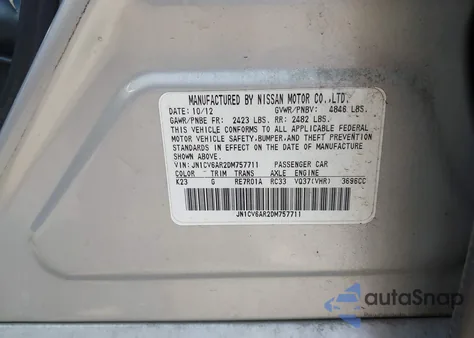 MANUFACTURED BY NISSAN MOTOR CO.,LTD.
DATE: 10/12 GVWR/PNBV: 4846 LBS.
GAWR/PNBE FR: 2423 LBS. RR: 2482 LBS.
THIS VEHICLE CONFORMS TO ALL APPLICABLE FEDERAL
MOTOR VEHICLE SAFETY,BUMPER,AND THEFT PREVENTION
STANDARDS IN EFFECT ON THE DATE OF MANUFACTURE
SHOWN ABOVE.
VIN: JN1CV6AR2DM757711 PASSENGER CAR
COLOR TRIM TRANS AXLE ENGINE
K23 G RE7R01A RC33 VQ37(VHR) 3696CC
JN1CV6AR2DM757711
autoSnap